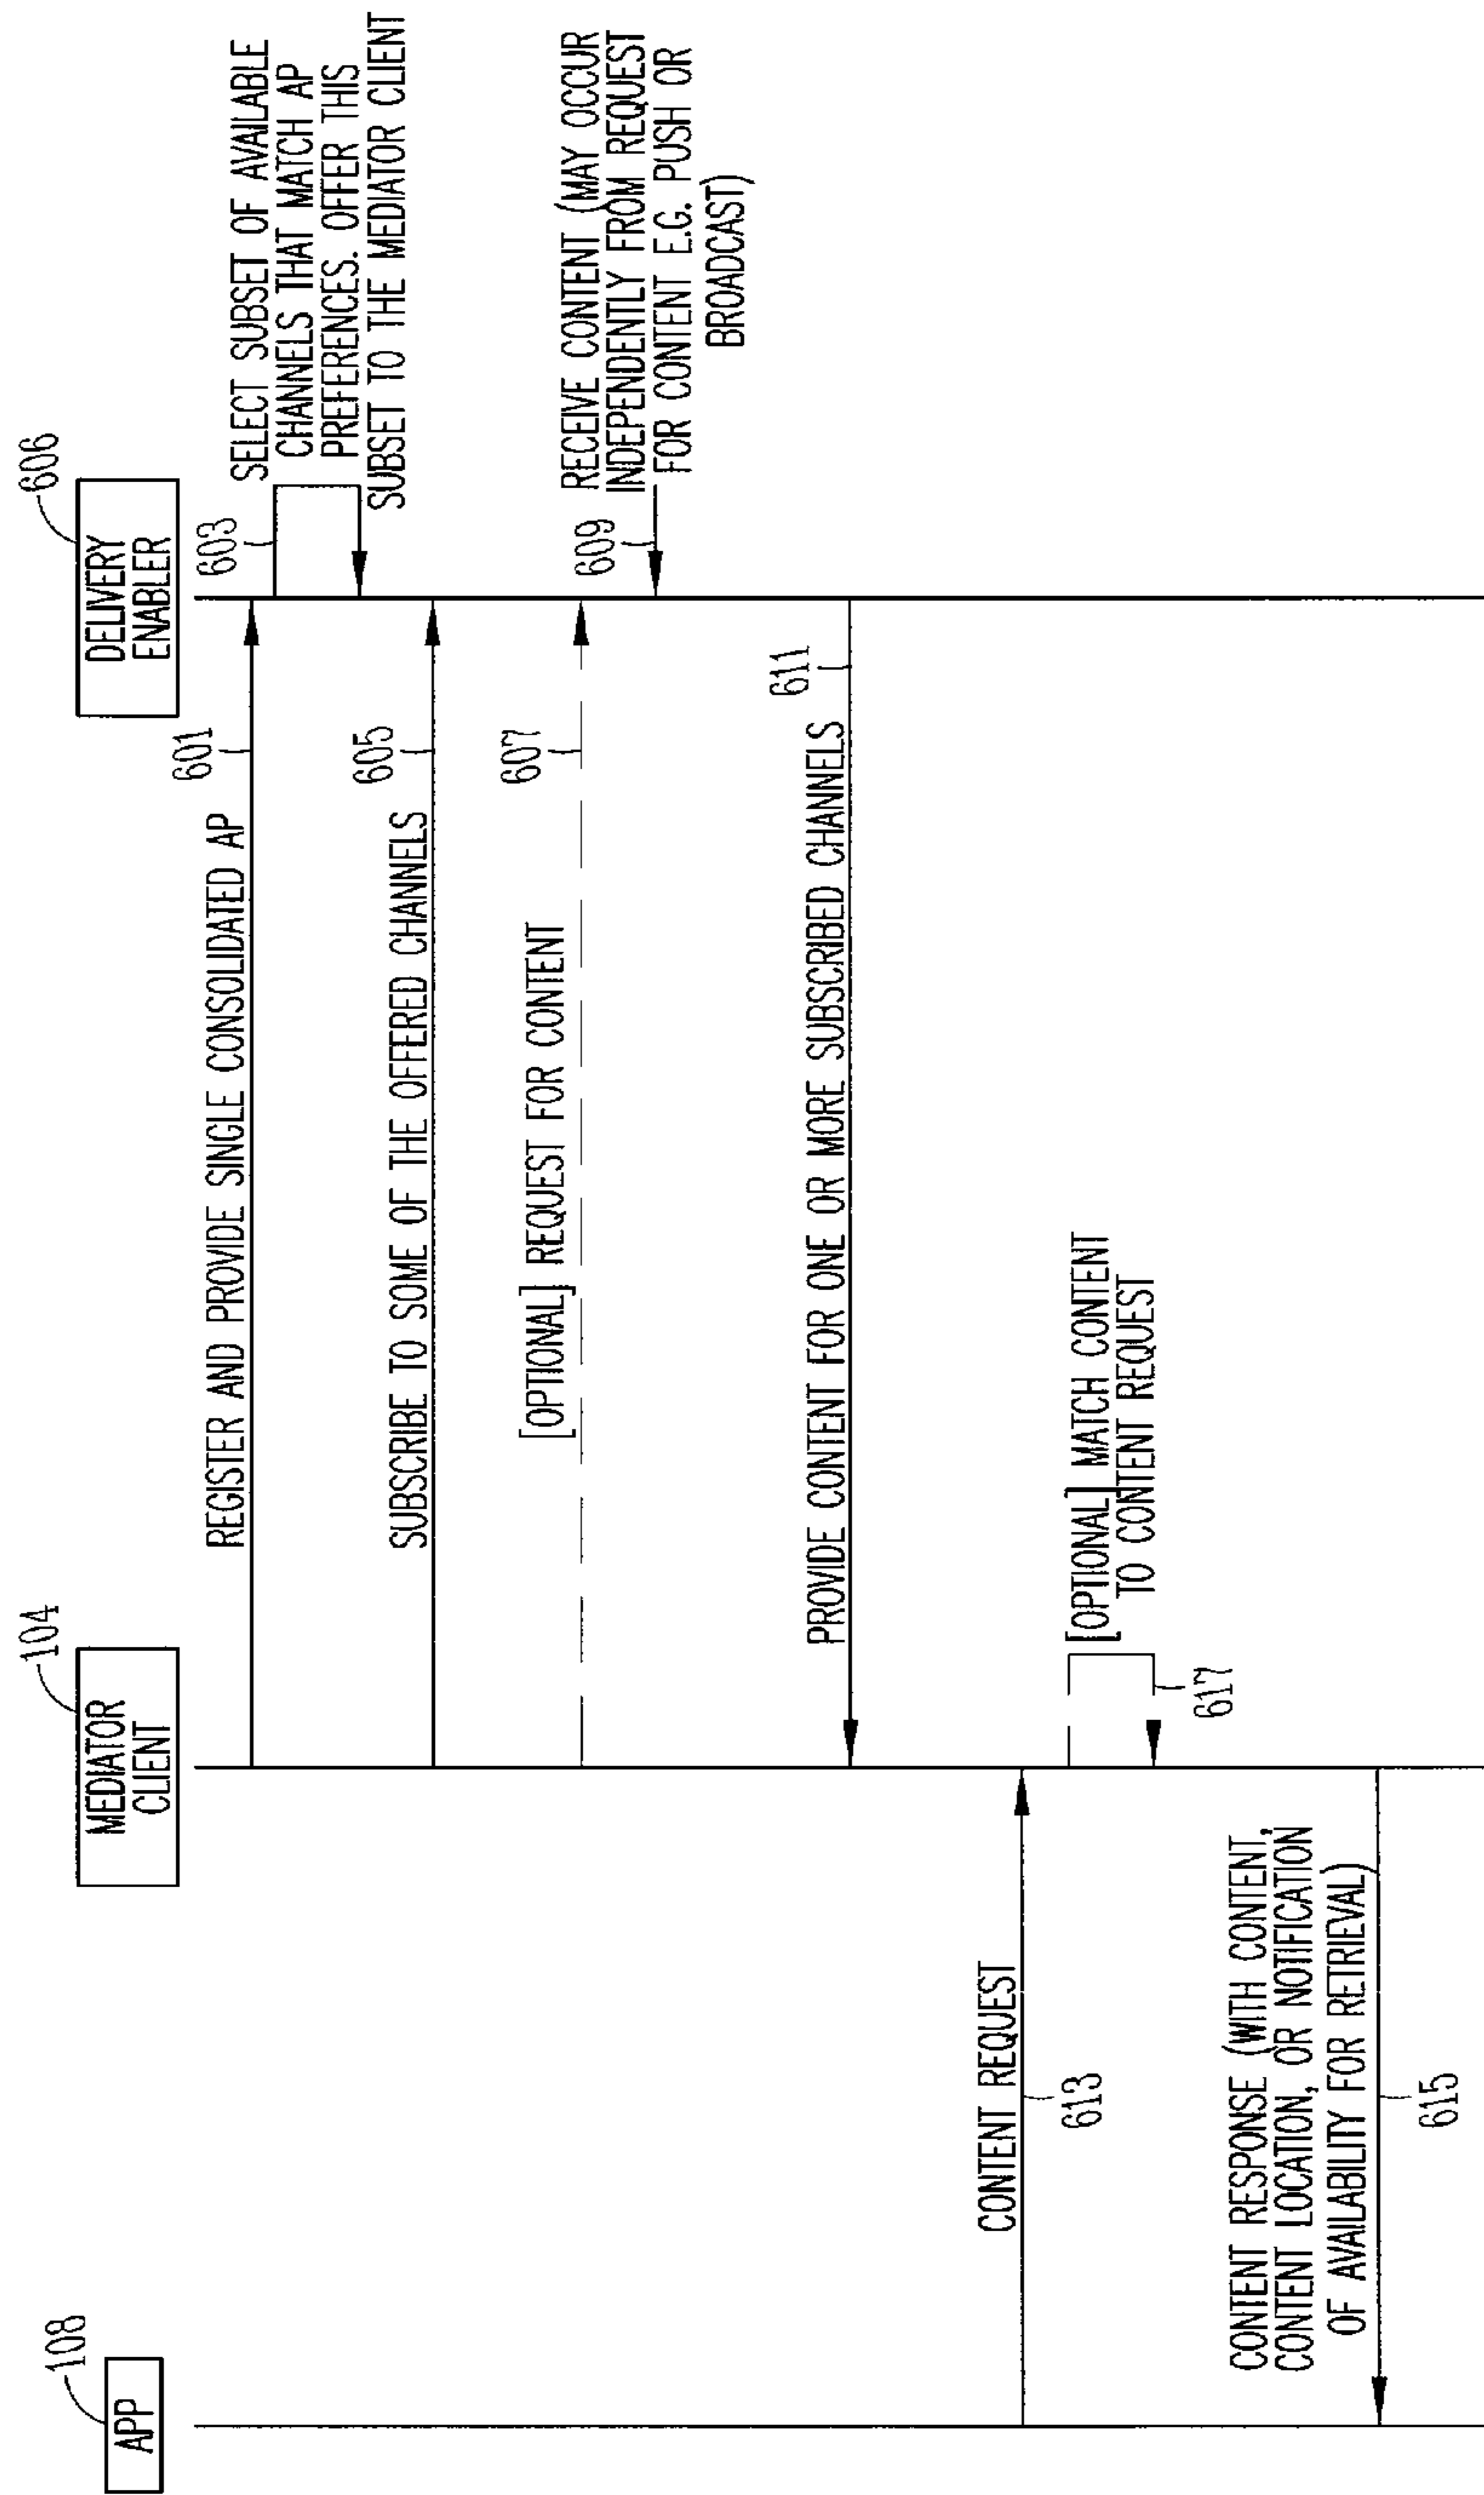 108
APP
104
MEDIATOR
CLIENT
606
DELIVERY
ENABLER
REGISTER AND PROVIDE SINGLE CONSOLIDATED AP
601
603
SELECT SUBSET OF AVAILABLE
CHANNELS THAT MATCH AP
PREFERENCES. OFFER THIS
SUBSET TO THE MEDIATOR CLIENT
SUBSCRIBE TO SOME OF THE OFFERED CHANNELS
605
[OPTIONAL] REQUEST FOR CONTENT
607
609
RECEIVE CONTENT (MAY OCCUR
INDEPENDENTLY FROM REQUEST
FOR CONTENT E.G. PUSH OR
BROADCAST)
PROVIDE CONTENT FOR ONE OR MORE SUBSCRIBED CHANNELS
611
CONTENT REQUEST
613
[OPTIONAL] MATCH CONTENT
TO CONTENT REQUEST
617
CONTENT RESPONSE (WITH CONTENT,
CONTENT LOCATION, OR NOTIFICATION
OF AVAILABILITY FOR RETRIEVAL)
615